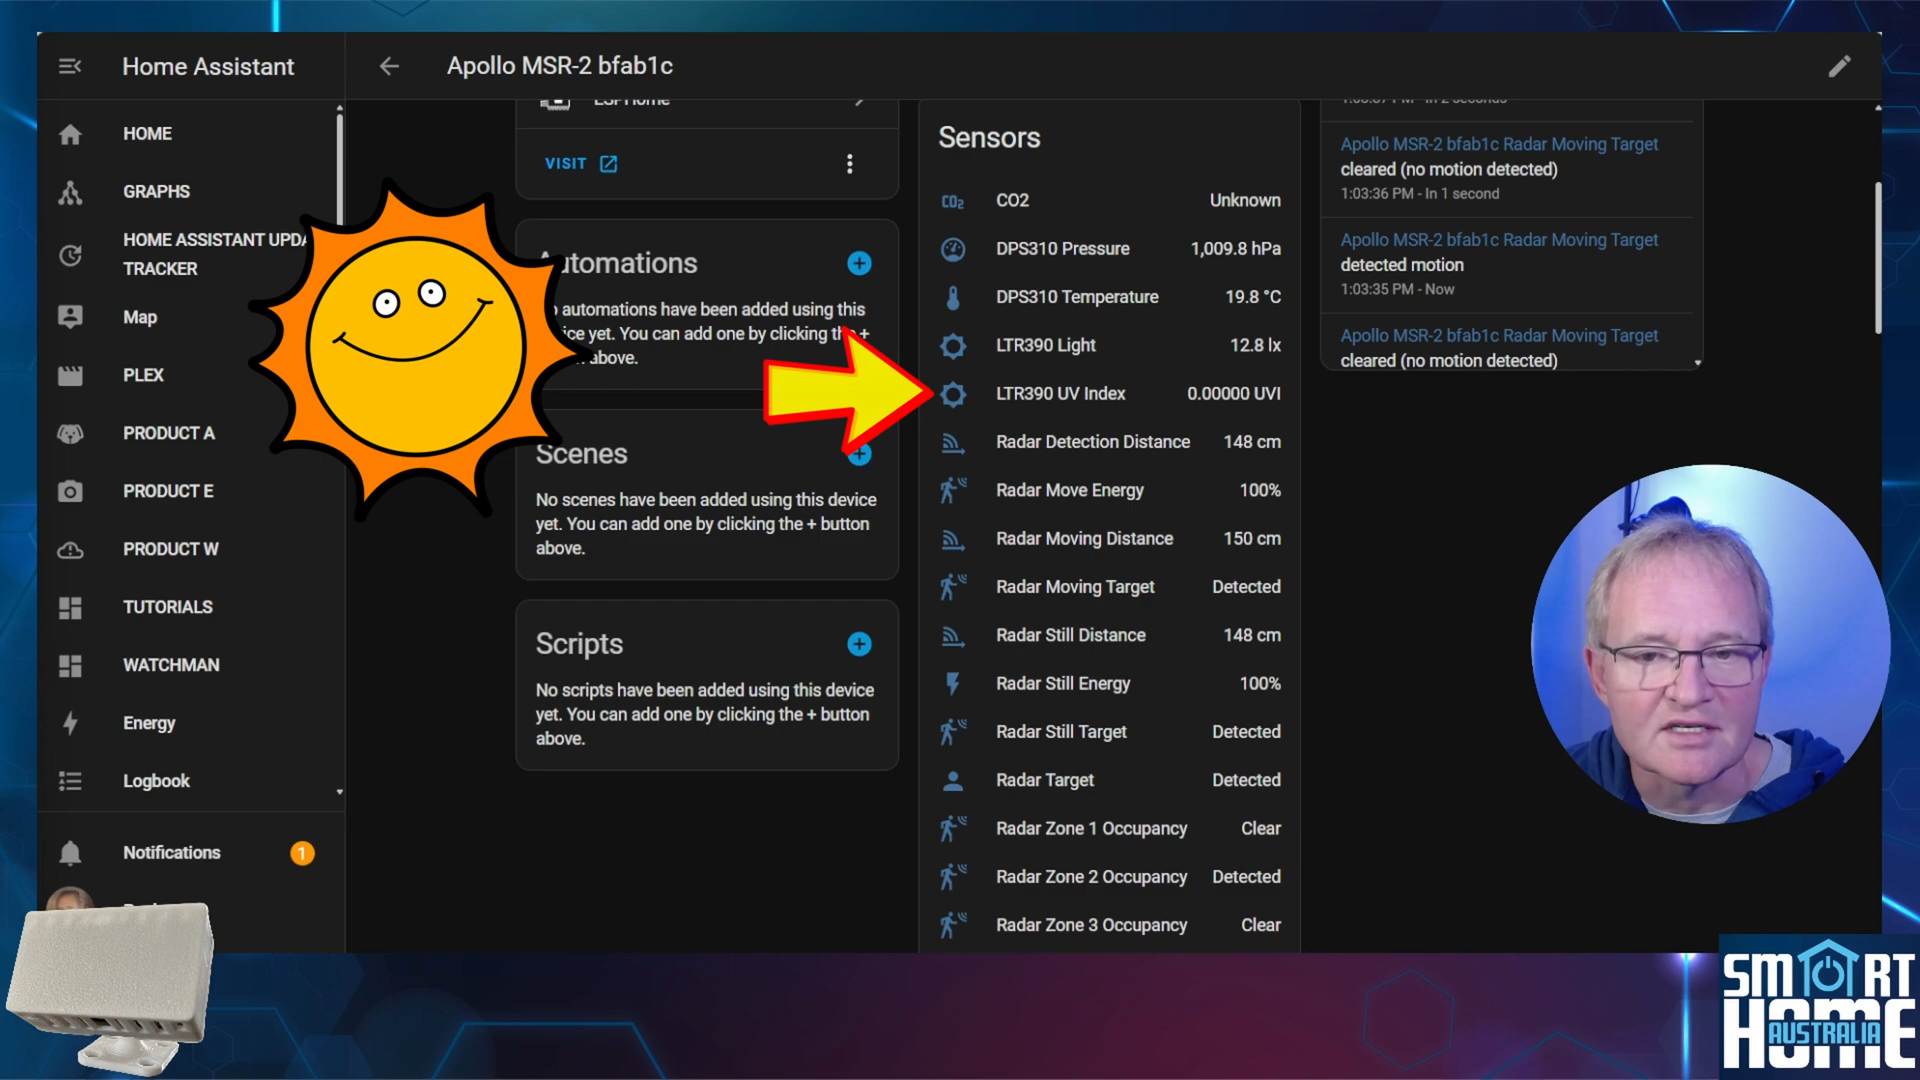 Home Assistant
Apollo MSR-2 bfab1c
HOME
GRAPHS
HOME ASSISTANT UPDA
TRACKER
Map
PLEX
PRODUCT A
PRODUCT E
PRODUCT W
TUTORIALS
WATCHMAN
Energy
Logbook
Notifications
1
ESPHome
VISIT
Automations
automations have been added using this
yet. You can add one by clicking the +
above.
Scenes
No scenes have been added using this device
yet. You can add one by clicking the + button
above.
Scripts
No scripts have been added using this device
yet. You can add one by clicking the + button
above.
Sensors
CO2 CO2 Unknown
DPS310 Pressure 1,009.8 hPa
DPS310 Temperature 19.8 °C
LTR390 Light 12.8 lx
LTR390 UV Index 0.00000 UVI
Radar Detection Distance 148 cm
Radar Move Energy 100%
Radar Moving Distance 150 cm
Radar Moving Target Detected
Radar Still Distance 148 cm
Radar Still Energy 100%
Radar Still Target Detected
Radar Target Detected
Radar Zone 1 Occupancy Clear
Radar Zone 2 Occupancy Detected
Radar Zone 3 Occupancy Clear
Apollo MSR-2 bfab1c Radar Moving Target
cleared (no motion detected)
1:03:36 PM - In 1 second
Apollo MSR-2 bfab1c Radar Moving Target
detected motion
1:03:35 PM - Now
Apollo MSR-2 bfab1c Radar Moving Target
cleared (no motion detected)
SMART
HOME
AUSTRALIA